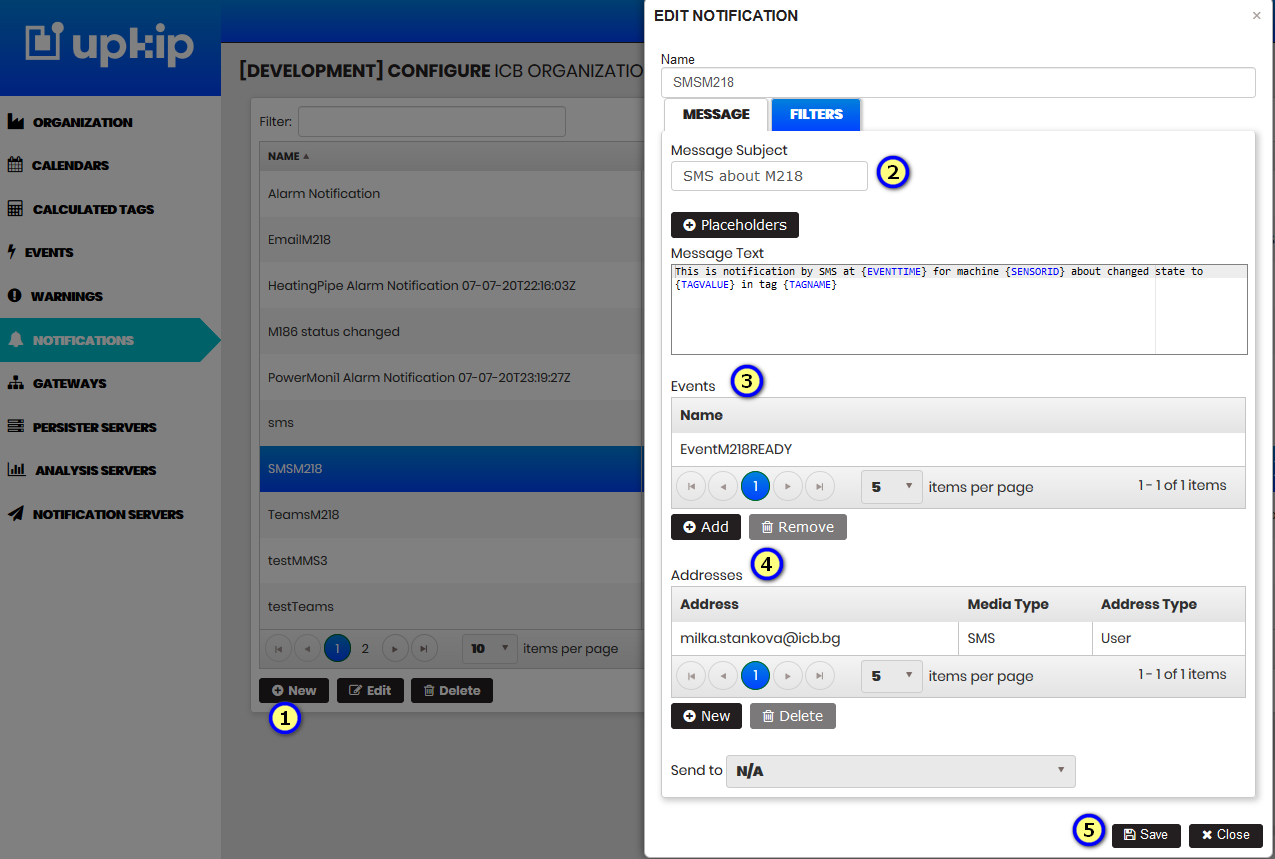 upkip
ORGANIZATION
CALENDARS
CALCULATED TAGS
EVENTS
WARNINGS
NOTIFICATIONS
GATEWAYS
PERSISTER SERVERS
ANALYSIS SERVERS
NOTIFICATION SERVERS
[DEVELOPMENT] CONFIGURE ICB ORGANIZATIO
Filter:
NAME
Alarm Notification
EmailM218
HeatingPipe Alarm Notification 07-07-20T22:16:03Z
M186 status changed
PowerMoni1 Alarm Notification 07-07-20T23:19:27Z
sms
SMSM218
TeamsM218
testMMS3
testTeams
1 2 10 items per page
New Edit Delete
1
EDIT NOTIFICATION ×
Name
SMSM218
MESSAGE FILTERS
Message Subject
SMS about M218 2
Placeholders
Message Text
This is notification by SMS at {EVENTTIME} for machine {SENSORID} about changed state to
{TAGVALUE} in tag {TAGNAME}
Events 3
Name
EventM218READY
1 5 items per page 1 - 1 of 1 items
Add Remove
Addresses 4
Address Media Type Address Type
milka.stankova@icb.bg SMS User
1 5 items per page 1 - 1 of 1 items
New Delete
Send to N/A
5 Save Close